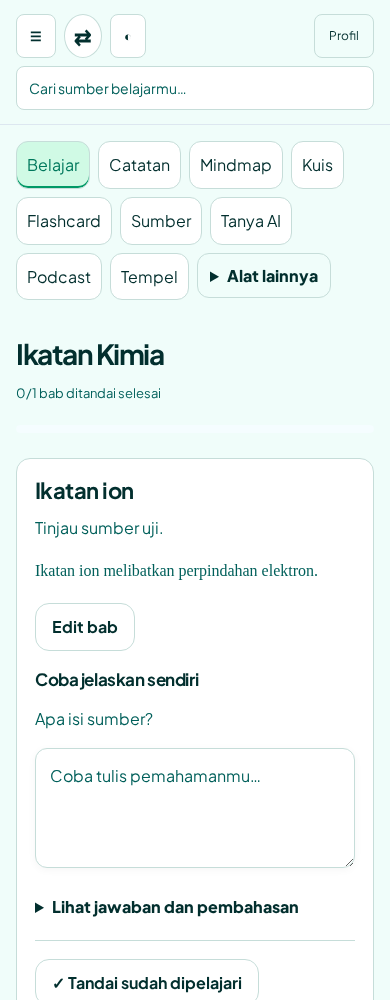 Profil
Cari sumber belajarmu…
Belajar
Catatan
Mindmap
Kuis
Flashcard
Sumber
Tanya AI
Podcast
Tempel
▶ Alat lainnya
Ikatan Kimia
0/1 bab ditandai selesai
Ikatan ion
Tinjau sumber uji.
Ikatan ion melibatkan perpindahan elektron.
Edit bab
Coba jelaskan sendiri
Apa isi sumber?
Coba tulis pemahamanmu…
▶ Lihat jawaban dan pembahasan
✓ Tandai sudah dipelajari